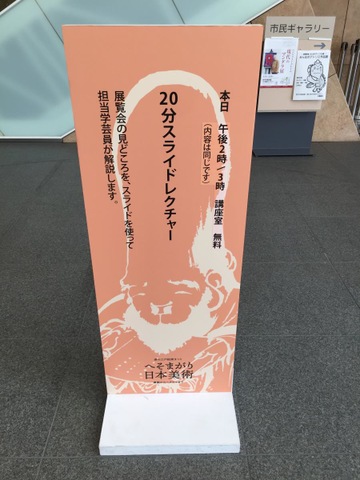 本日 午後2時/3時 講座室 無料
(内容は同じです)
20分スライドレクチャー
展覧会の見どころを、スライドを使って
担当学芸員が解説します。
へそまがり
日本美術
市民ギャラリー